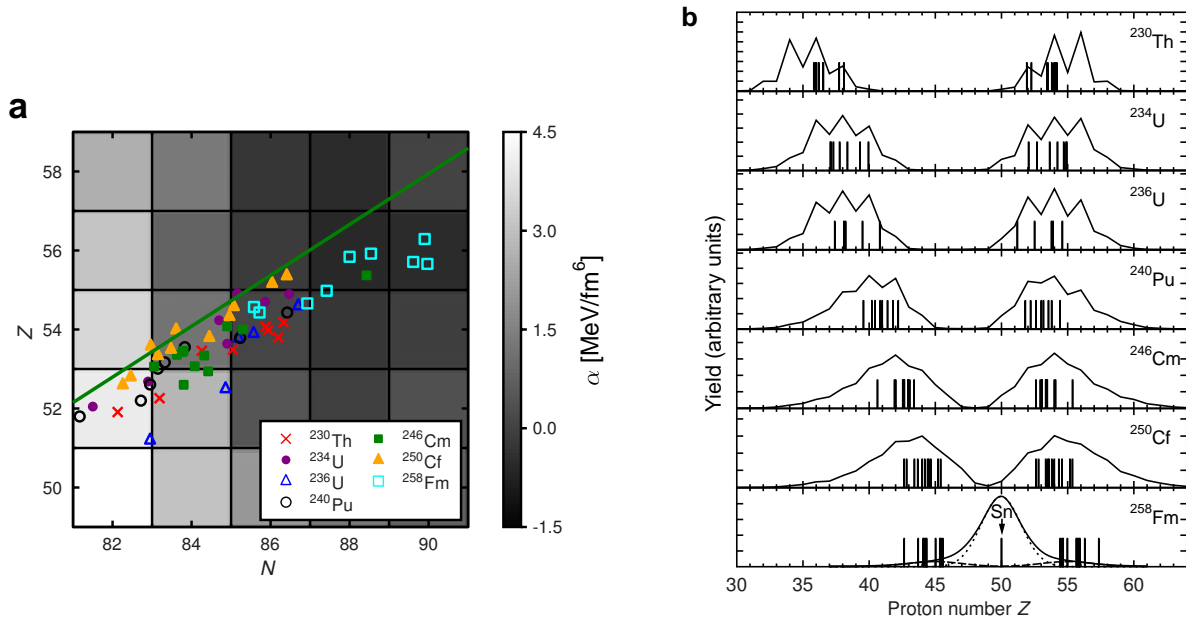 a
58
56
54
52
50
Z
82
84
86
88
90
N
4.5
3.0
1.5
0.0
-1.5
α [MeV/fm⁶]
²³⁰Th
²³⁴U
²³⁶U
²⁴⁰Pu
²⁴⁶Cm
²⁵⁰Cf
²⁵⁸Fm
b
Yield (arbitrary units)
²³⁰Th
²³⁴U
²³⁶U
²⁴⁰Pu
²⁴⁶Cm
²⁵⁰Cf
²⁵⁸Fm
Sn
30 35 40 45 50 55 60
Proton number Z